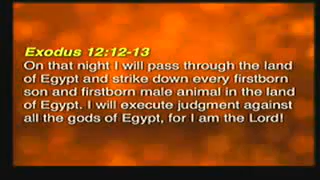 Exodus 12:12-13
On that night I will pass through the land
of Egypt and strike down every firstborn
son and firstborn male animal in the land
of Egypt. I will execute judgment against
all the gods of Egypt, for I am the Lord!